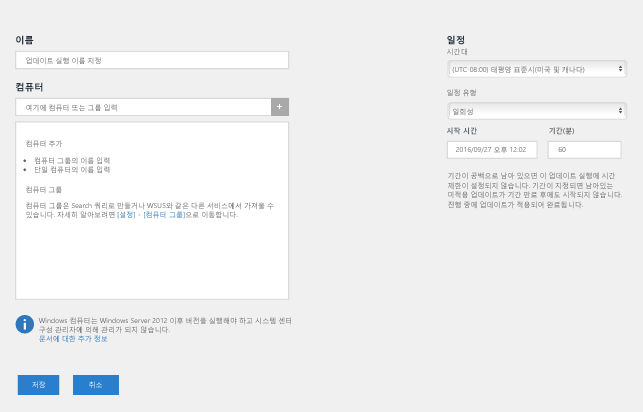 이름
업데이트 실행 이름 지정
컴퓨터
여기에 컴퓨터 또는 그룹 입력
+
컴퓨터 추가
컴퓨터 그룹의 이름 입력
단일 컴퓨터의 이름 입력
컴퓨터 그룹
컴퓨터 그룹은 Search 쿼리로 만들거나 WSUS와 같은 다른 서비스에서 가져올 수
있습니다. 자세히 알아보려면 [설정] - [컴퓨터 그룹]으로 이동합니다.
Windows 컴퓨터는 Windows Server 2012 이후 버전을 실행해야 하고 시스템 센터
구성 관리자에 의해 관리가 되지 않습니다.
문서에 대한 추가 정보
저장
취소
일정
시간대
(UTC-08:00) 태평양 표준시(미국 및 캐나다)
일정 유형
일회성
시작 시간
기간(분)
2016/09/27 오후 12:02
60
기간이 공백으로 남아 있으면 이 업데이트 실행에 시간
제한이 설정되지 않습니다. 기간이 지정되면 남아있는
미적용 업데이트가 기간 만료 후에도 시작되지 않습니다.
진행 중에 업데이트가 적용되어 완료됩니다.